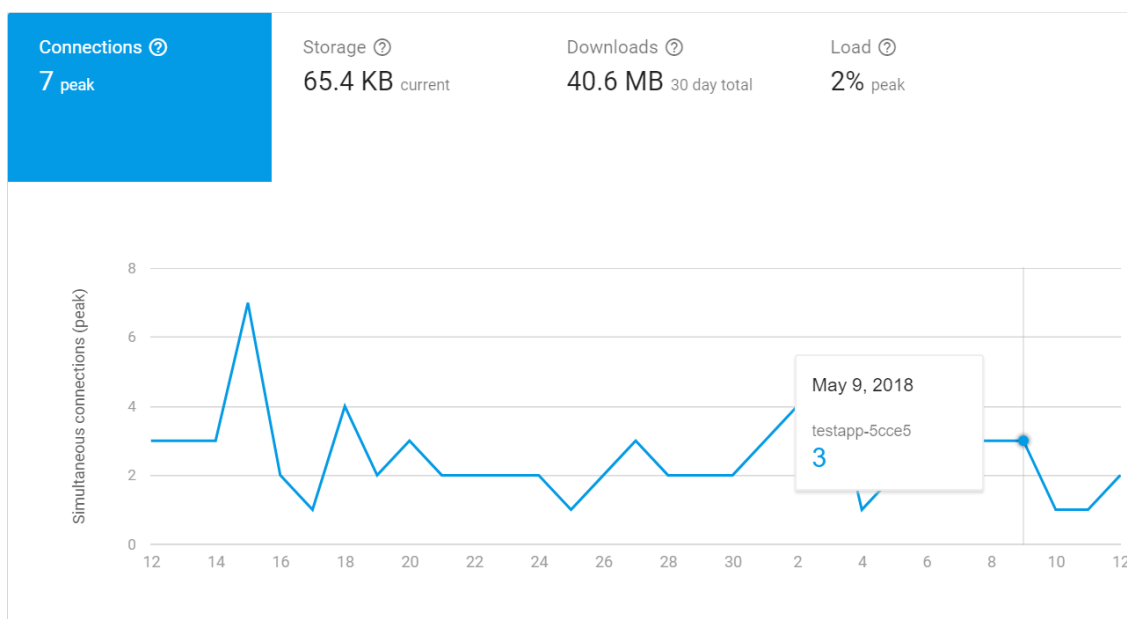 Connections
7 peak
Storage
65.4 KB current
Downloads
40.6 MB 30 day total
Load
2% peak
Simultaneous connections (peak)
8
6
4
2
0
May 9, 2018
testapp-5cce5
3
12 14 16 18 20 22 24 26 28 30 2 4 6 8 10 12